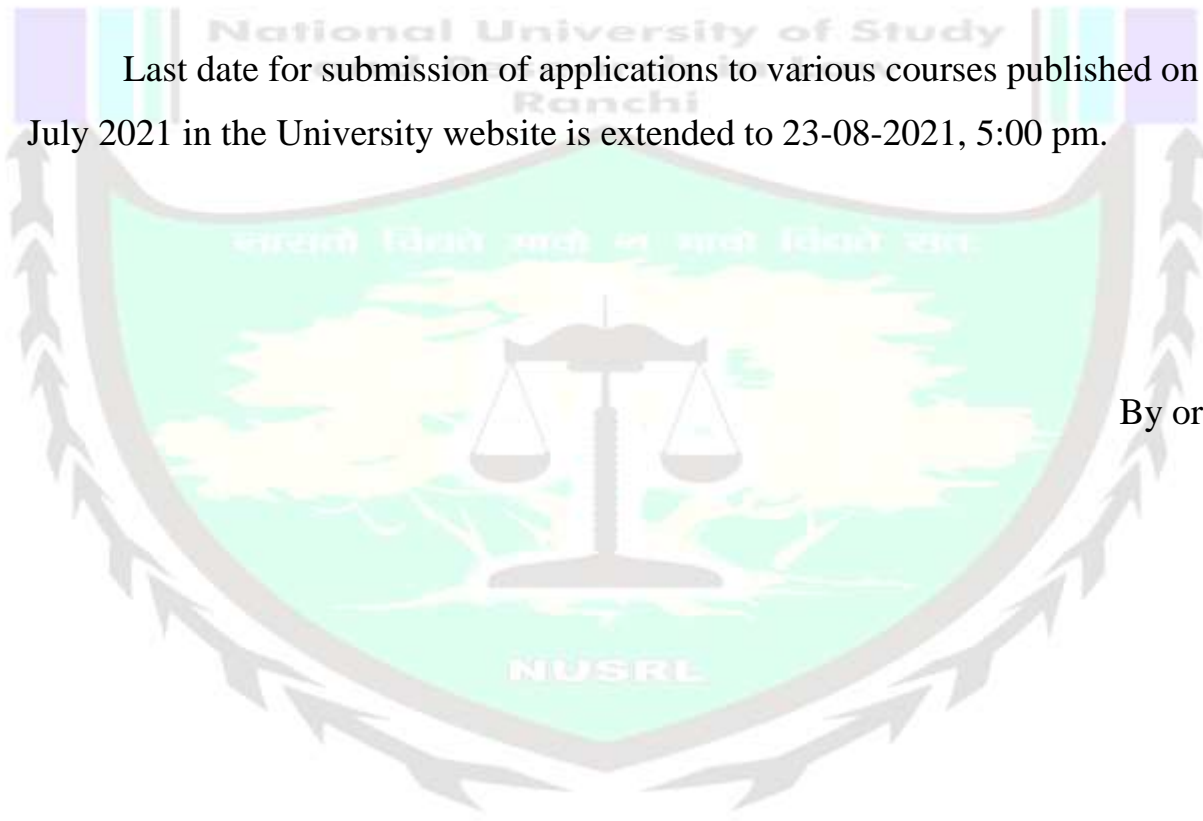 National University of Study
Ranchi
Last date for submission of applications to various courses published on
July 2021 in the University website is extended to 23-08-2021, 5:00 pm.
By or
NUSRL